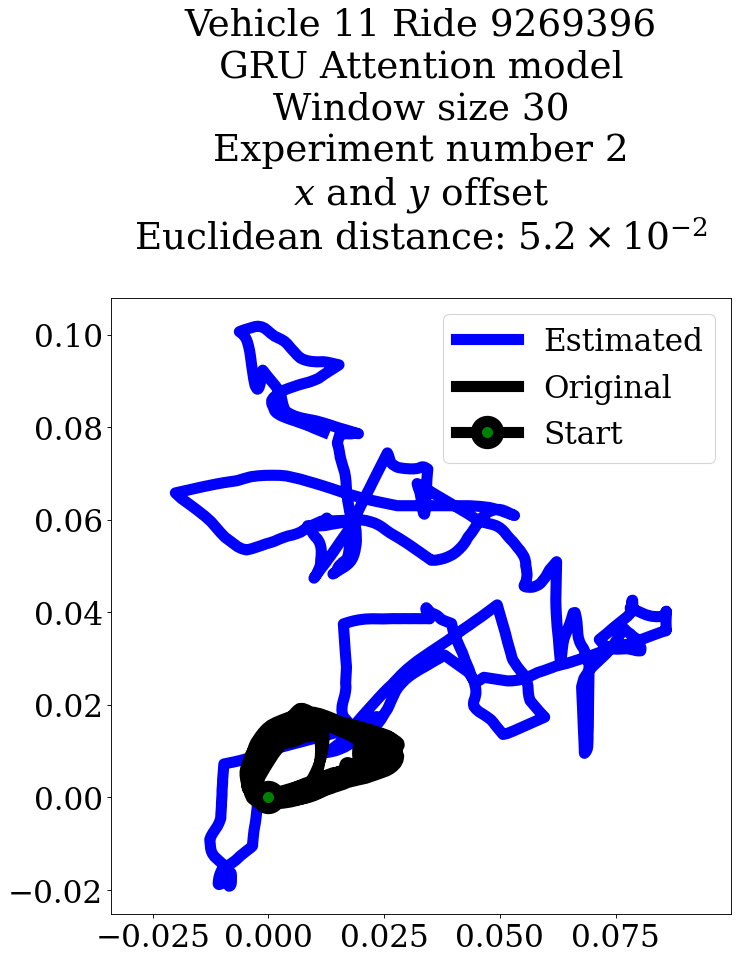 Vehicle 11 Ride 9269396
GRU Attention model
Window size 30
Experiment number 2
x and y offset
Euclidean distance: 5.2 × 10⁻²
Estimated
Original
Start
0.10
0.08
0.06
0.04
0.02
0.00
−0.02
−0.025 0.000 0.025 0.050 0.075